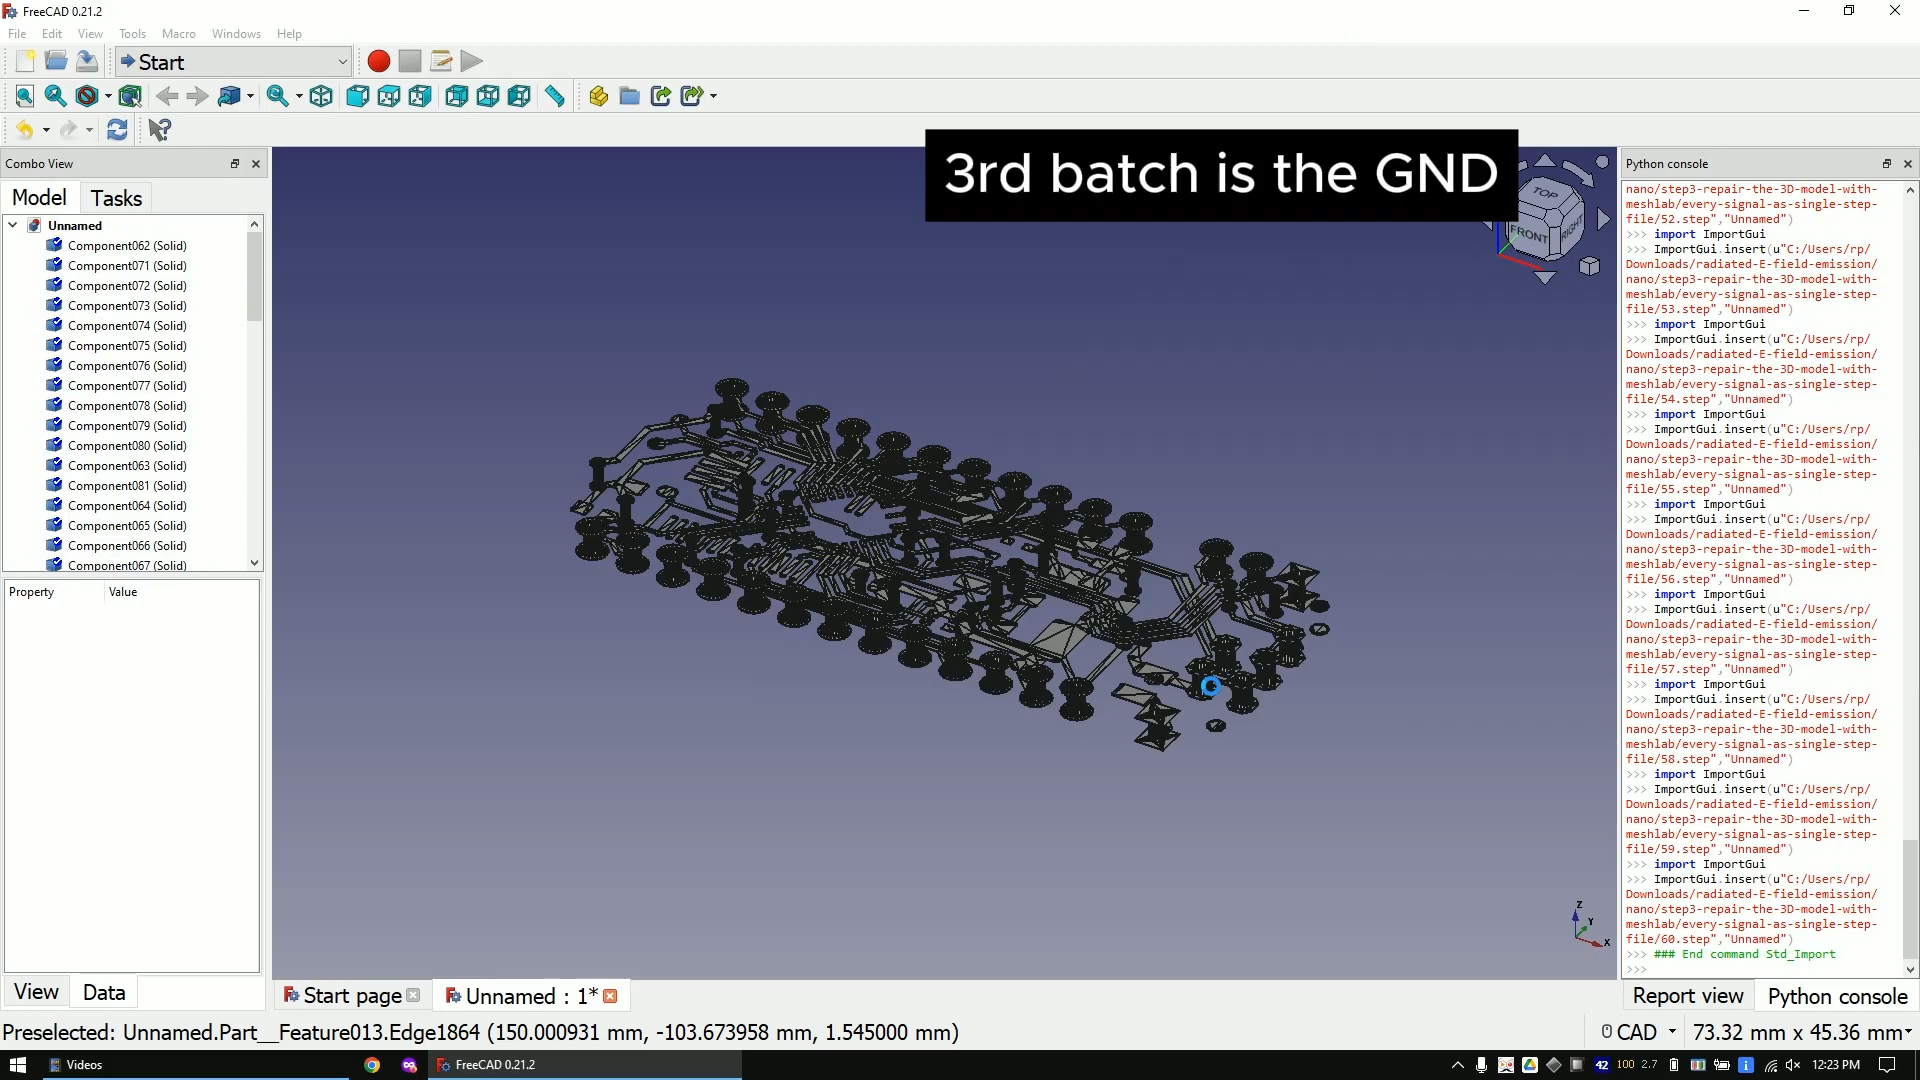 FreeCAD 0.21.2
File Edit View Tools Macro Windows Help
Start
3rd batch is the GND
Combo View
Model Tasks
Unnamed
Component062 (Solid)
Component071 (Solid)
Component072 (Solid)
Component073 (Solid)
Component074 (Solid)
Component075 (Solid)
Component076 (Solid)
Component077 (Solid)
Component078 (Solid)
Component079 (Solid)
Component080 (Solid)
Component063 (Solid)
Component081 (Solid)
Component064 (Solid)
Component065 (Solid)
Component066 (Solid)
Component067 (Solid)
Property Value
View Data
TOP
FRONT RIGHT
Z
Y
X
Start page
Unnamed : 1*
Python console
nano/step3-repair-the-3D-model-with-
meshlab/every-signal-as-single-step-
file/52.step","Unnamed")
>>> import ImportGui
>>> ImportGui.insert(u"C:/Users/rp/
Downloads/radiated-E-field-emission/
nano/step3-repair-the-3D-model-with-
meshlab/every-signal-as-single-step-
file/53.step","Unnamed")
>>> import ImportGui
>>> ImportGui.insert(u"C:/Users/rp/
Downloads/radiated-E-field-emission/
nano/step3-repair-the-3D-model-with-
meshlab/every-signal-as-single-step-
file/54.step","Unnamed")
>>> import ImportGui
>>> ImportGui.insert(u"C:/Users/rp/
Downloads/radiated-E-field-emission/
nano/step3-repair-the-3D-model-with-
meshlab/every-signal-as-single-step-
file/55.step","Unnamed")
>>> import ImportGui
>>> ImportGui.insert(u"C:/Users/rp/
Downloads/radiated-E-field-emission/
nano/step3-repair-the-3D-model-with-
meshlab/every-signal-as-single-step-
file/56.step","Unnamed")
>>> import ImportGui
>>> ImportGui.insert(u"C:/Users/rp/
Downloads/radiated-E-field-emission/
nano/step3-repair-the-3D-model-with-
meshlab/every-signal-as-single-step-
file/57.step","Unnamed")
>>> import ImportGui
>>> ImportGui.insert(u"C:/Users/rp/
Downloads/radiated-E-field-emission/
nano/step3-repair-the-3D-model-with-
meshlab/every-signal-as-single-step-
file/58.step","Unnamed")
>>> import ImportGui
>>> ImportGui.insert(u"C:/Users/rp/
Downloads/radiated-E-field-emission/
nano/step3-repair-the-3D-model-with-
meshlab/every-signal-as-single-step-
file/59.step","Unnamed")
>>> import ImportGui
>>> ImportGui.insert(u"C:/Users/rp/
Downloads/radiated-E-field-emission/
nano/step3-repair-the-3D-model-with-
meshlab/every-signal-as-single-step-
file/60.step","Unnamed")
>>> ### End command Std_Import
>>>
Report view Python console
Preselected: Unnamed.Part__Feature013.Edge1864 (150.000931 mm, -103.673958 mm, 1.545000 mm)
CAD 73.32 mm x 45.36 mm
Videos
FreeCAD 0.21.2
42 100 2.7
12:23 PM